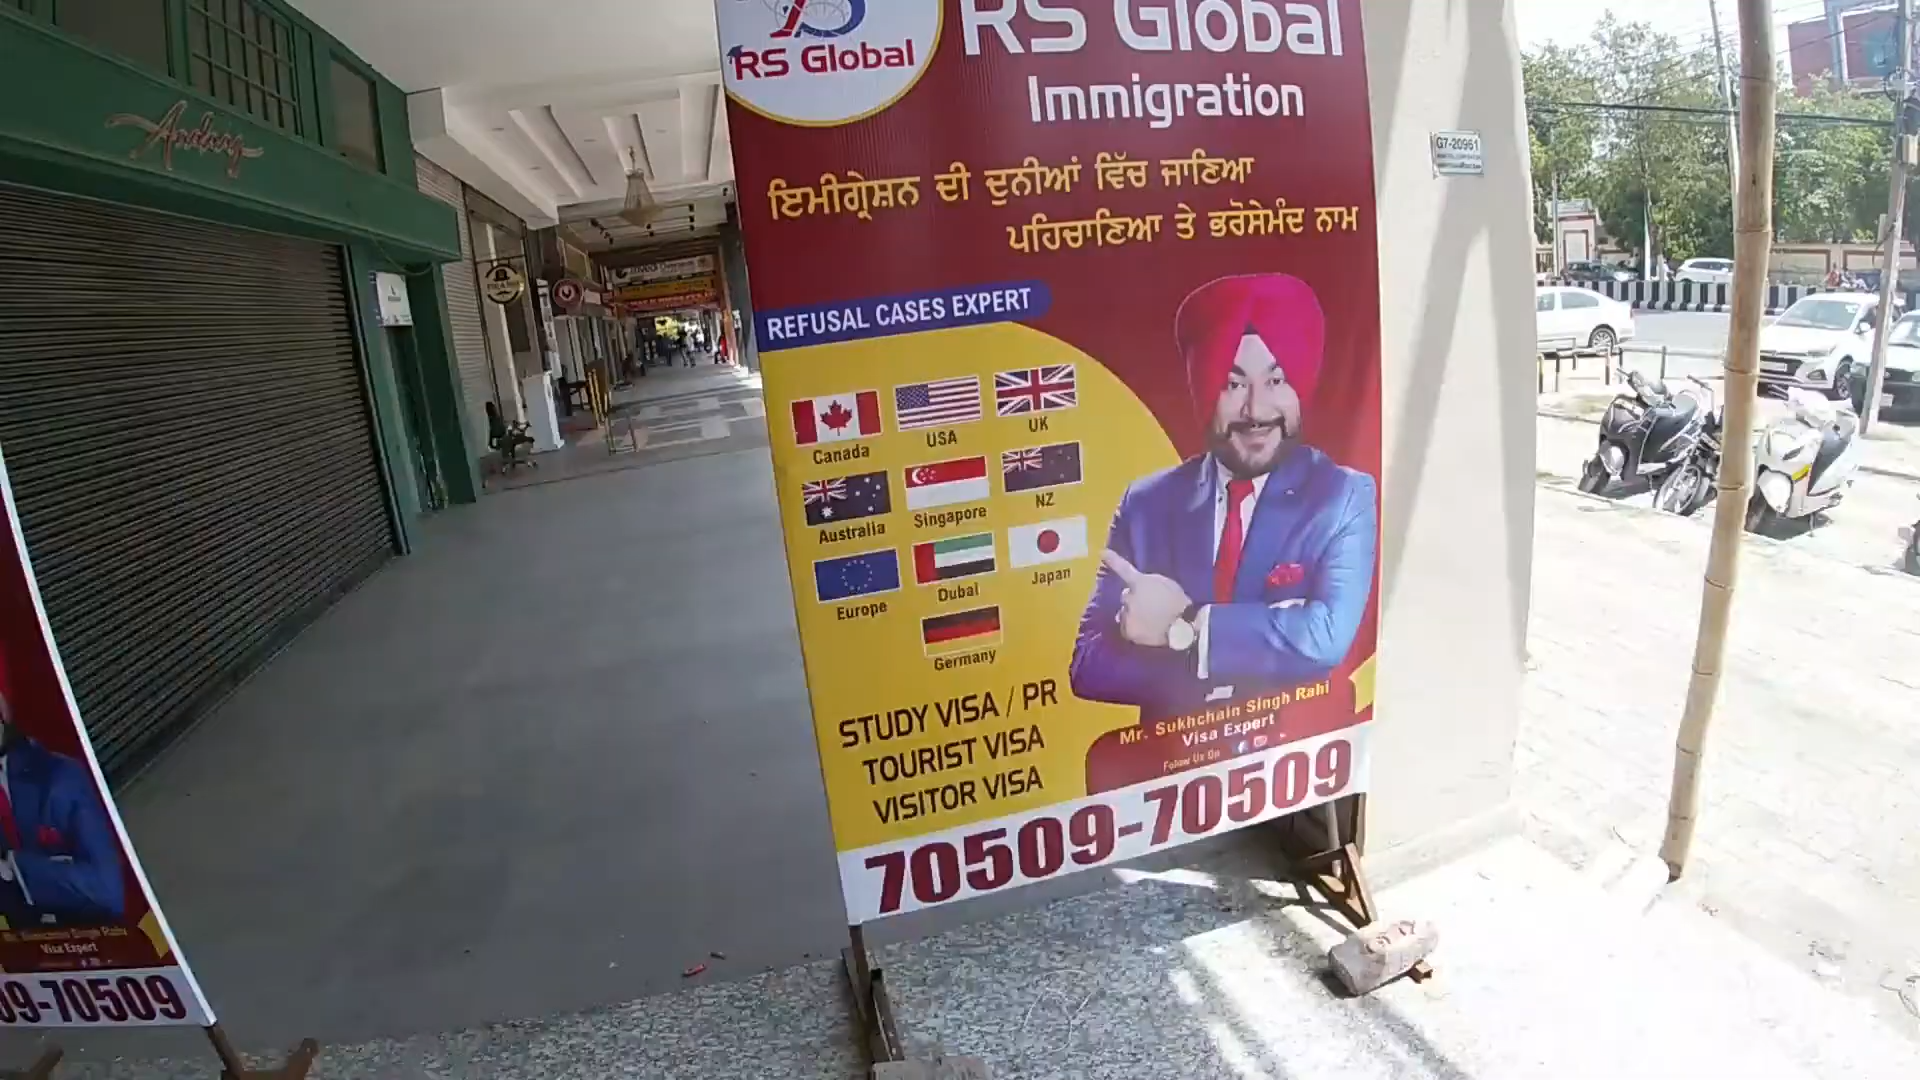 RS Global
RS Global
Immigration
ਇਮੀਗ੍ਰੇਸ਼ਨ ਦੀ ਦੁਨੀਆਂ ਵਿੱਚ ਜਾਣਿਆ
ਪਹਿਚਾਣਿਆ ਤੇ ਭਰੋਸੇਮੰਦ ਨਾਮ
REFUSAL CASES EXPERT
Canada
USA
UK
Australia
Singapore
NZ
Europe
Dubai
Japan
Germany
STUDY VISA / PR
TOURIST VISA
VISITOR VISA
Mr. Sukhchain Singh Rahi
Visa Expert
Follow Us On
70509-70509
G7-20961
Visa Expert
09-70509